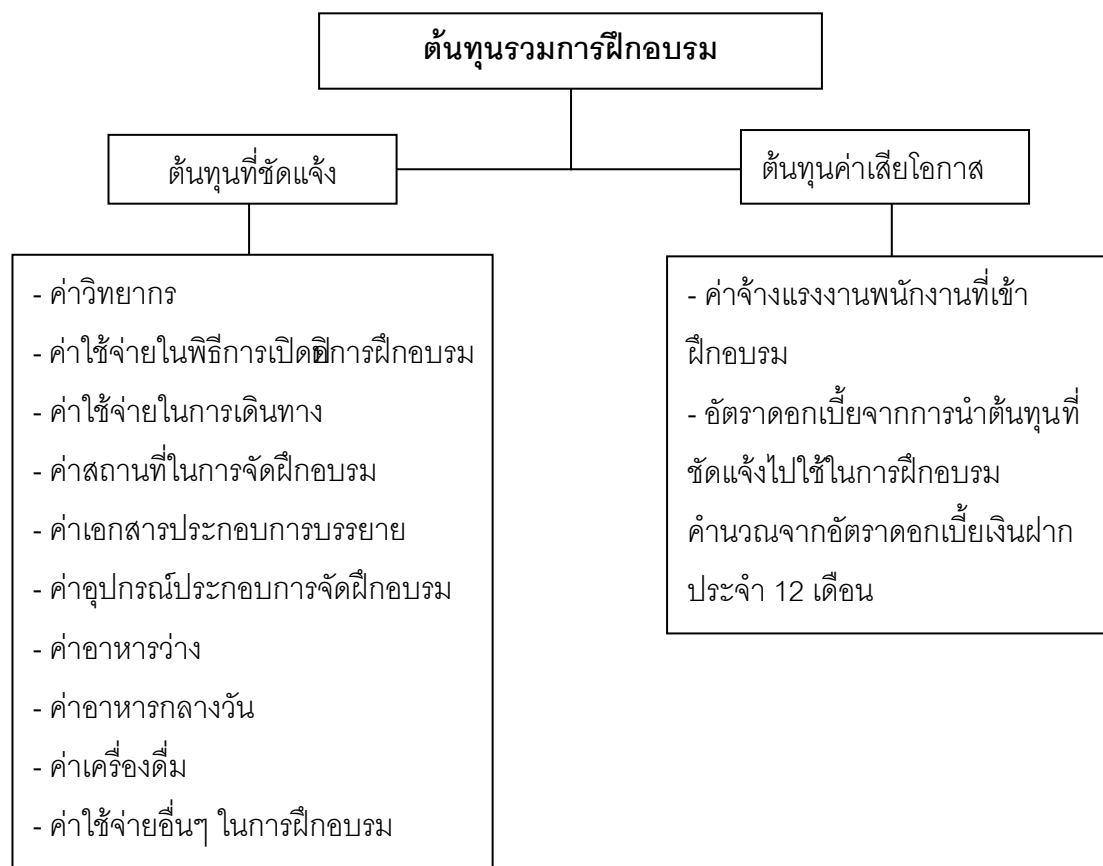 ต้นทุนรวมการฝึกอบรม
ต้นทุนที่ชัดแจ้ง
ต้นทุนค่าเสียโอกาส
- ค่าวิทยากร
- ค่าใช้จ่ายในพิธีการเปิดปิดการฝึกอบรม
- ค่าใช้จ่ายในการเดินทาง
- ค่าสถานที่ในการจัดฝึกอบรม
- ค่าเอกสารประกอบการบรรยาย
- ค่าอุปกรณ์ประกอบการจัดฝึกอบรม
- ค่าอาหารว่าง
- ค่าอาหารกลางวัน
- ค่าเครื่องดื่ม
- ค่าใช้จ่ายอื่นๆ ในการฝึกอบรม
- ค่าจ้างแรงงานพนักงานที่เข้า
ฝึกอบรม
- อัตราดอกเบี้ยจากการนำต้นทุนที่
ชัดแจ้งไปใช้ในการฝึกอบรม
คำนวณจากอัตราดอกเบี้ยเงินฝาก
ประจำ 12 เดือน